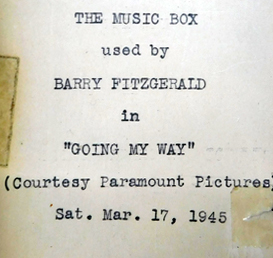 THE MUSIC BOX
used by
BARRY FITZGERALD
in
"GOING MY WAY"
(Courtesy Paramount Pictures)
Sat. Mar. 17, 1945